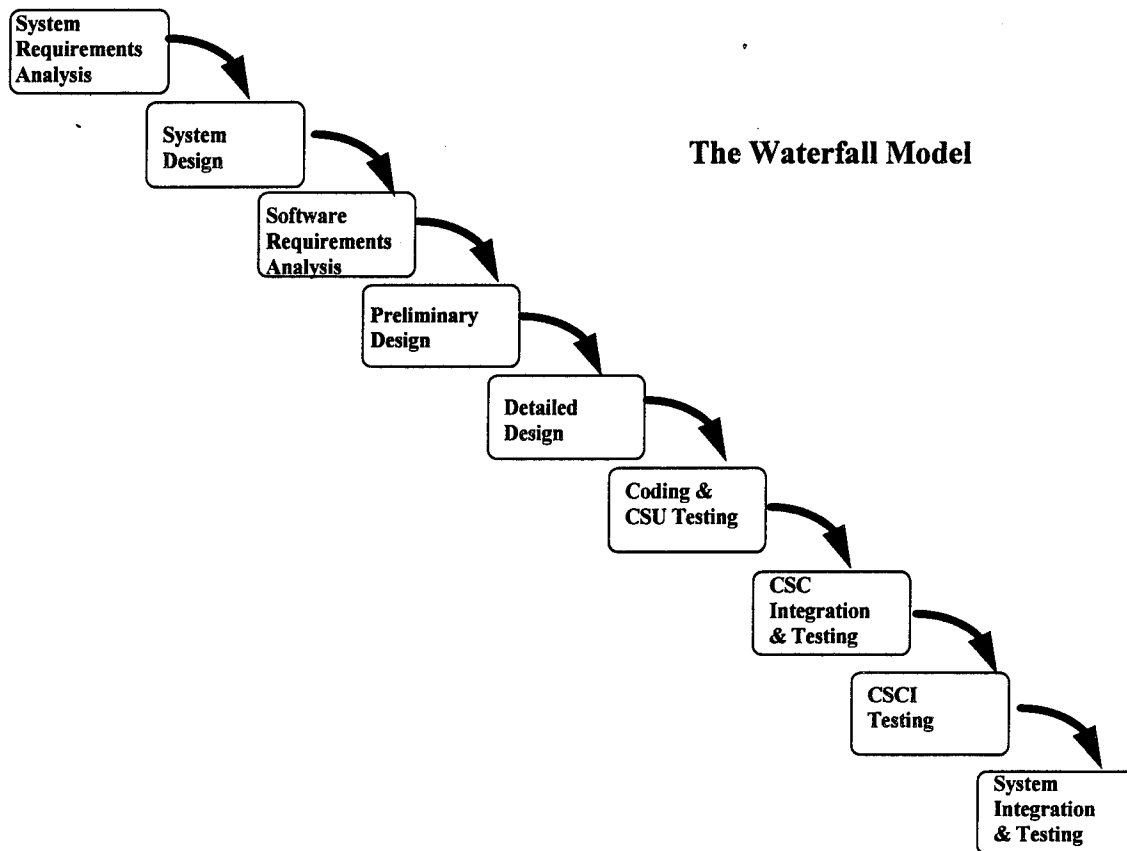 System
Requirements
Analysis
System
Design
The Waterfall Model
Software
Requirements
Analysis
Preliminary
Design
Detailed
Design
Coding &
CSU Testing
CSC
Integration
& Testing
CSCI
Testing
System
Integration
& Testing